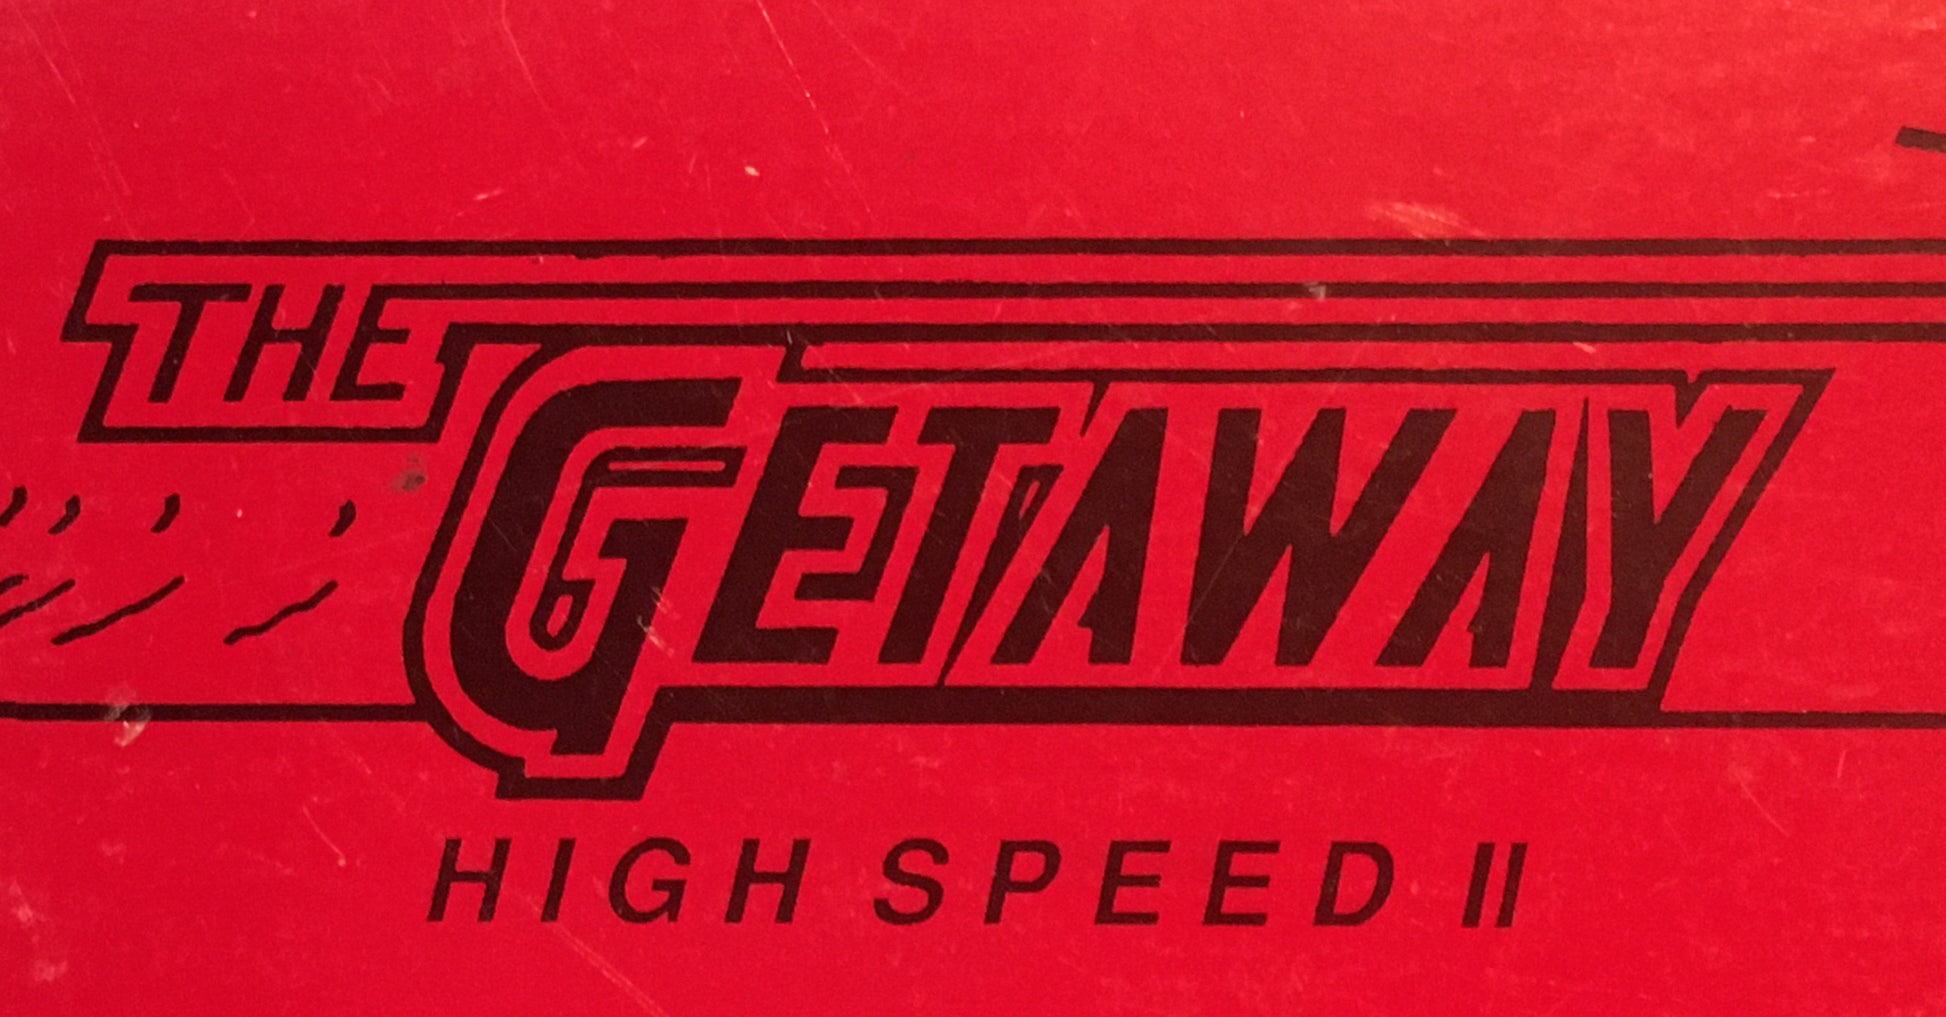 THE
GETAWAY
HIGH SPEED II